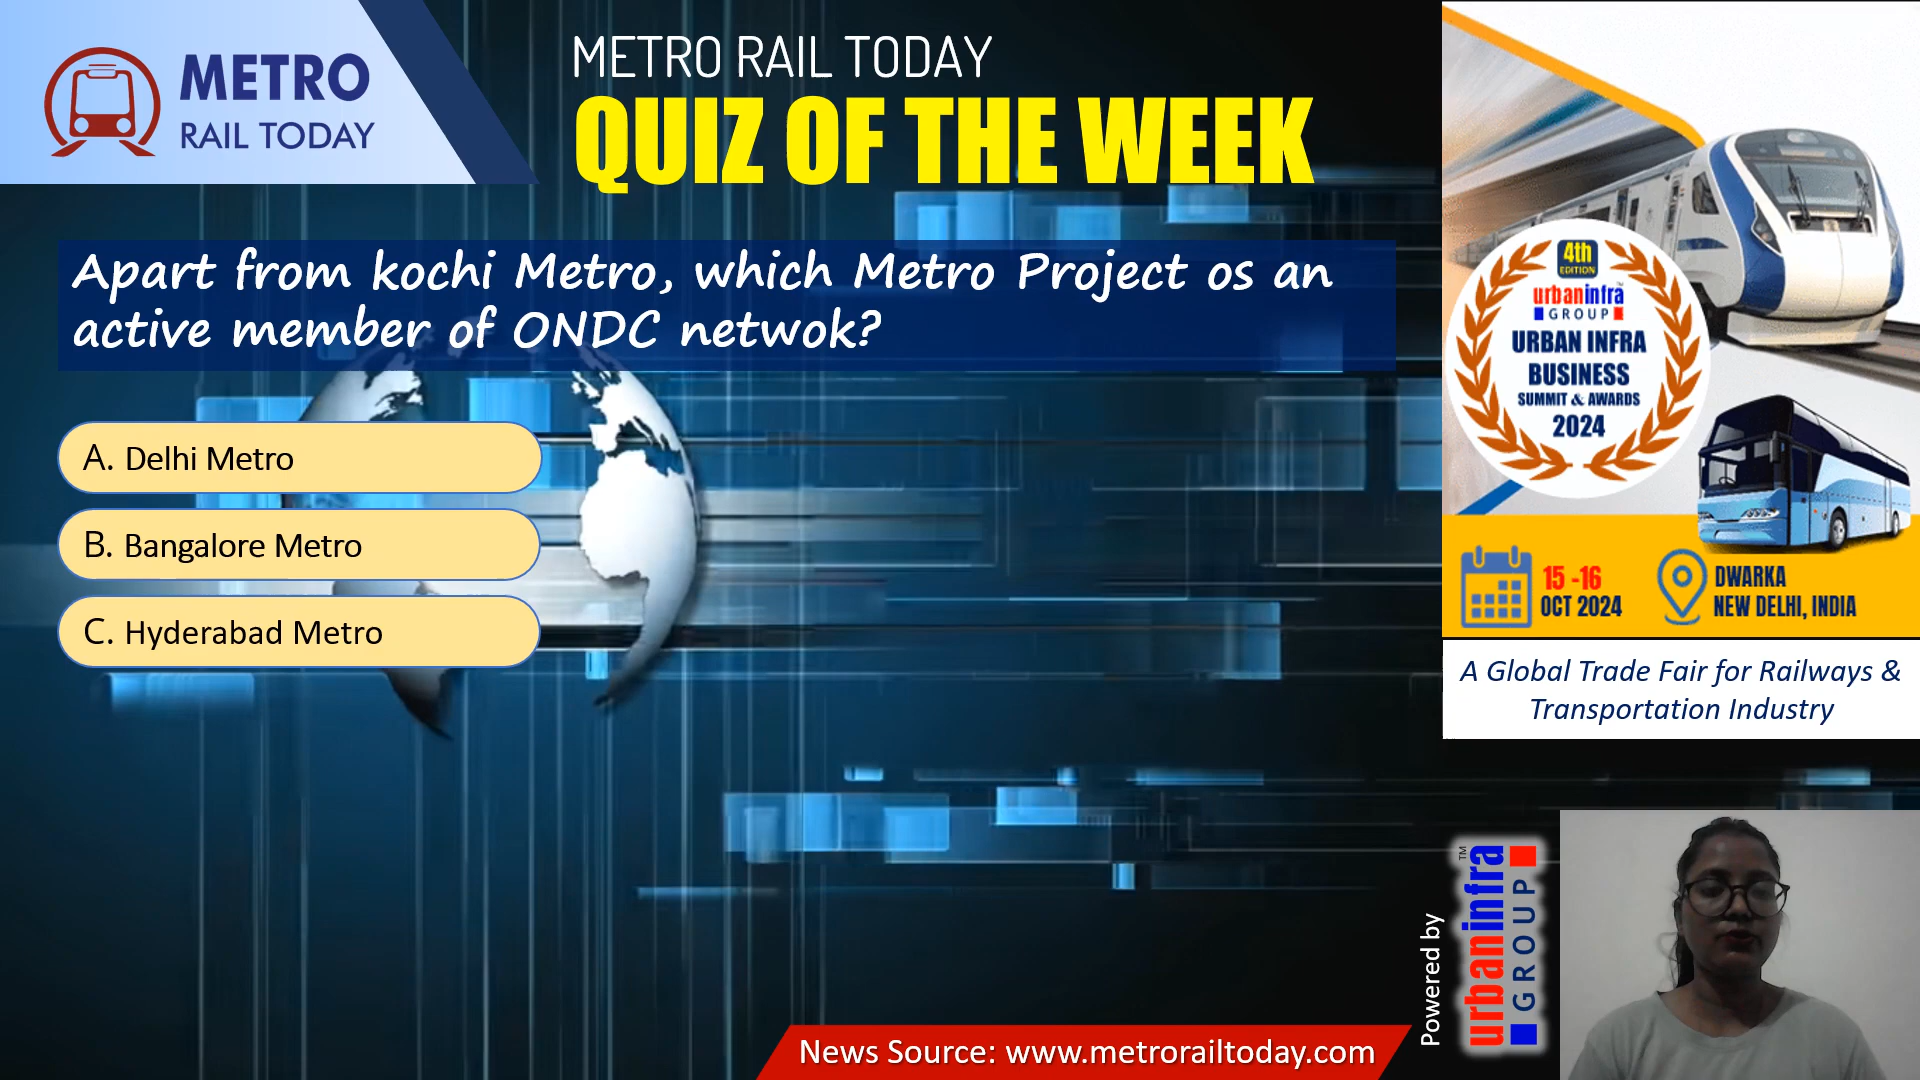 METRO
RAIL TODAY
METRO RAIL TODAY
QUIZ OF THE WEEK
Apart from kochi Metro, which Metro Project os an
active member of ONDC netwok?
A. Delhi Metro
B. Bangalore Metro
C. Hyderabad Metro
4th
EDITION
urbaninfra
GROUP
URBAN INFRA
BUSINESS
SUMMIT & AWARDS
2024
15 -16
OCT 2024
DWARKA
NEW DELHI, INDIA
A Global Trade Fair for Railways &
Transportation Industry
Powered by
urbaninfra™
GROUP
News Source: www.metrorailtoday.com